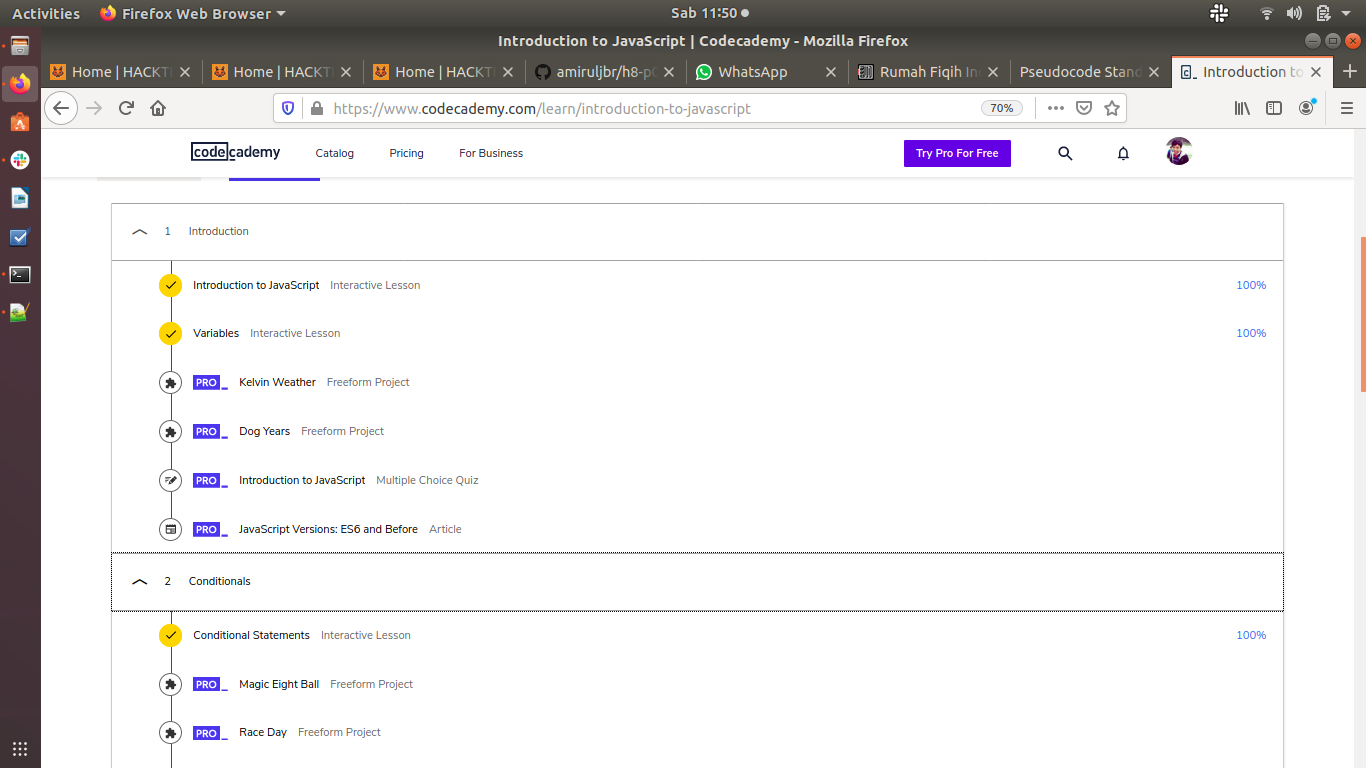 Activities Firefox Web Browser Sab 11:50
Introduction to JavaScript | Codecademy - Mozilla Firefox
Home | HACKTI Home | HACKTI Home | HACKTI amiruljbr/h8-p0 WhatsApp Rumah Fiqih In Pseudocode Stand Introduction to
https://www.codecademy.com/learn/introduction-to-javascript 70%
codecademy Catalog Pricing For Business Try Pro For Free
1 Introduction
Introduction to JavaScript Interactive Lesson 100%
Variables Interactive Lesson 100%
PRO Kelvin Weather Freeform Project
PRO Dog Years Freeform Project
PRO Introduction to JavaScript Multiple Choice Quiz
PRO JavaScript Versions: ES6 and Before Article
2 Conditionals
Conditional Statements Interactive Lesson 100%
PRO Magic Eight Ball Freeform Project
PRO Race Day Freeform Project